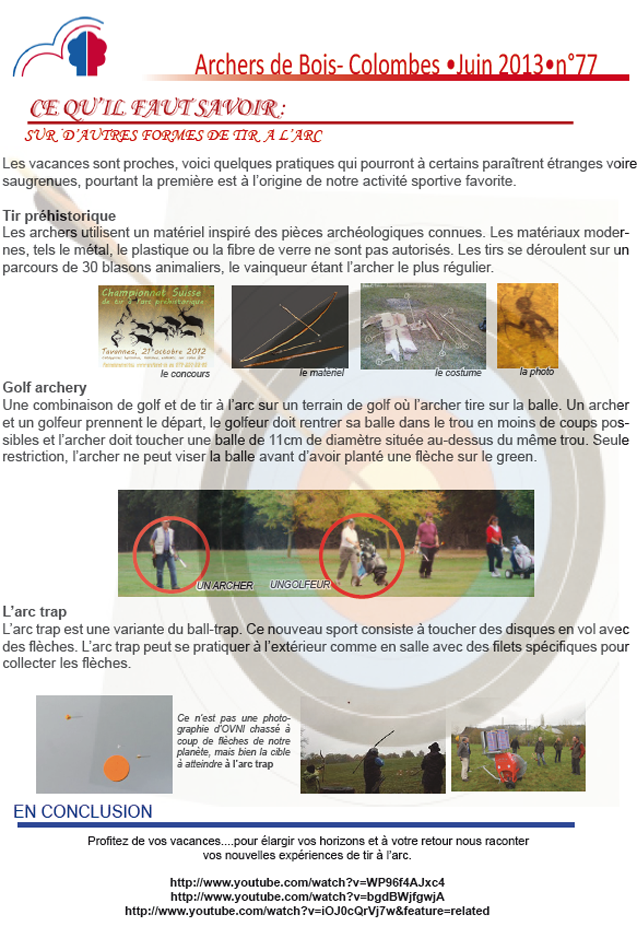 Archers de Bois- Colombes •Juin 2013•n°77
CE QU'IL FAUT SAVOIR :
SUR D'AUTRES FORMES DE TIR A L'ARC
Les vacances sont proches, voici quelques pratiques qui pourront à certains paraîtrent étranges voire
saugrenues, pourtant la première est à l'origine de notre activité sportive favorite.
Tir préhistorique
Les archers utilisent un matériel inspiré des pièces archéologiques connues. Les matériaux moder-
nes, tels le métal, le plastique ou la fibre de verre ne sont pas autorisés. Les tirs se déroulent sur un
parcours de 30 blasons animaliers, le vainqueur étant l'archer le plus régulier.
Championnat Suisse
de tir à l'arc préhistorique
Tavannes, 21 octobre 2012
le concours
le matériel
le costume
la photo
Golf archery
Une combinaison de golf et de tir à l'arc sur un terrain de golf où l'archer tire sur la balle. Un archer
et un golfeur prennent le départ, le golfeur doit rentrer sa balle dans le trou en moins de coups pos-
sibles et l'archer doit toucher une balle de 11cm de diamètre située au-dessus du même trou. Seule
restriction, l'archer ne peut viser la balle avant d'avoir planté une flèche sur le green.
UN ARCHER
UN GOLFEUR
L'arc trap
L'arc trap est une variante du ball-trap. Ce nouveau sport consiste à toucher des disques en vol avec
des flèches. L'arc trap peut se pratiquer à l'extérieur comme en salle avec des filets spécifiques pour
collecter les flèches.
Ce n'est pas une photo-
graphie d'OVNI chassé à
coup de flèches de notre
planète, mais bien la cible
à atteindre à l'arc trap
EN CONCLUSION
Profitez de vos vacances....pour élargir vos horizons et à votre retour nous raconter
vos nouvelles expériences de tir à l'arc.
http://www.youtube.com/watch?v=WP96f4AJxc4
http://www.youtube.com/watch?v=bgdBWjfgwjA
http://www.youtube.com/watch?v=iOJ0cQrVj7w&feature=related